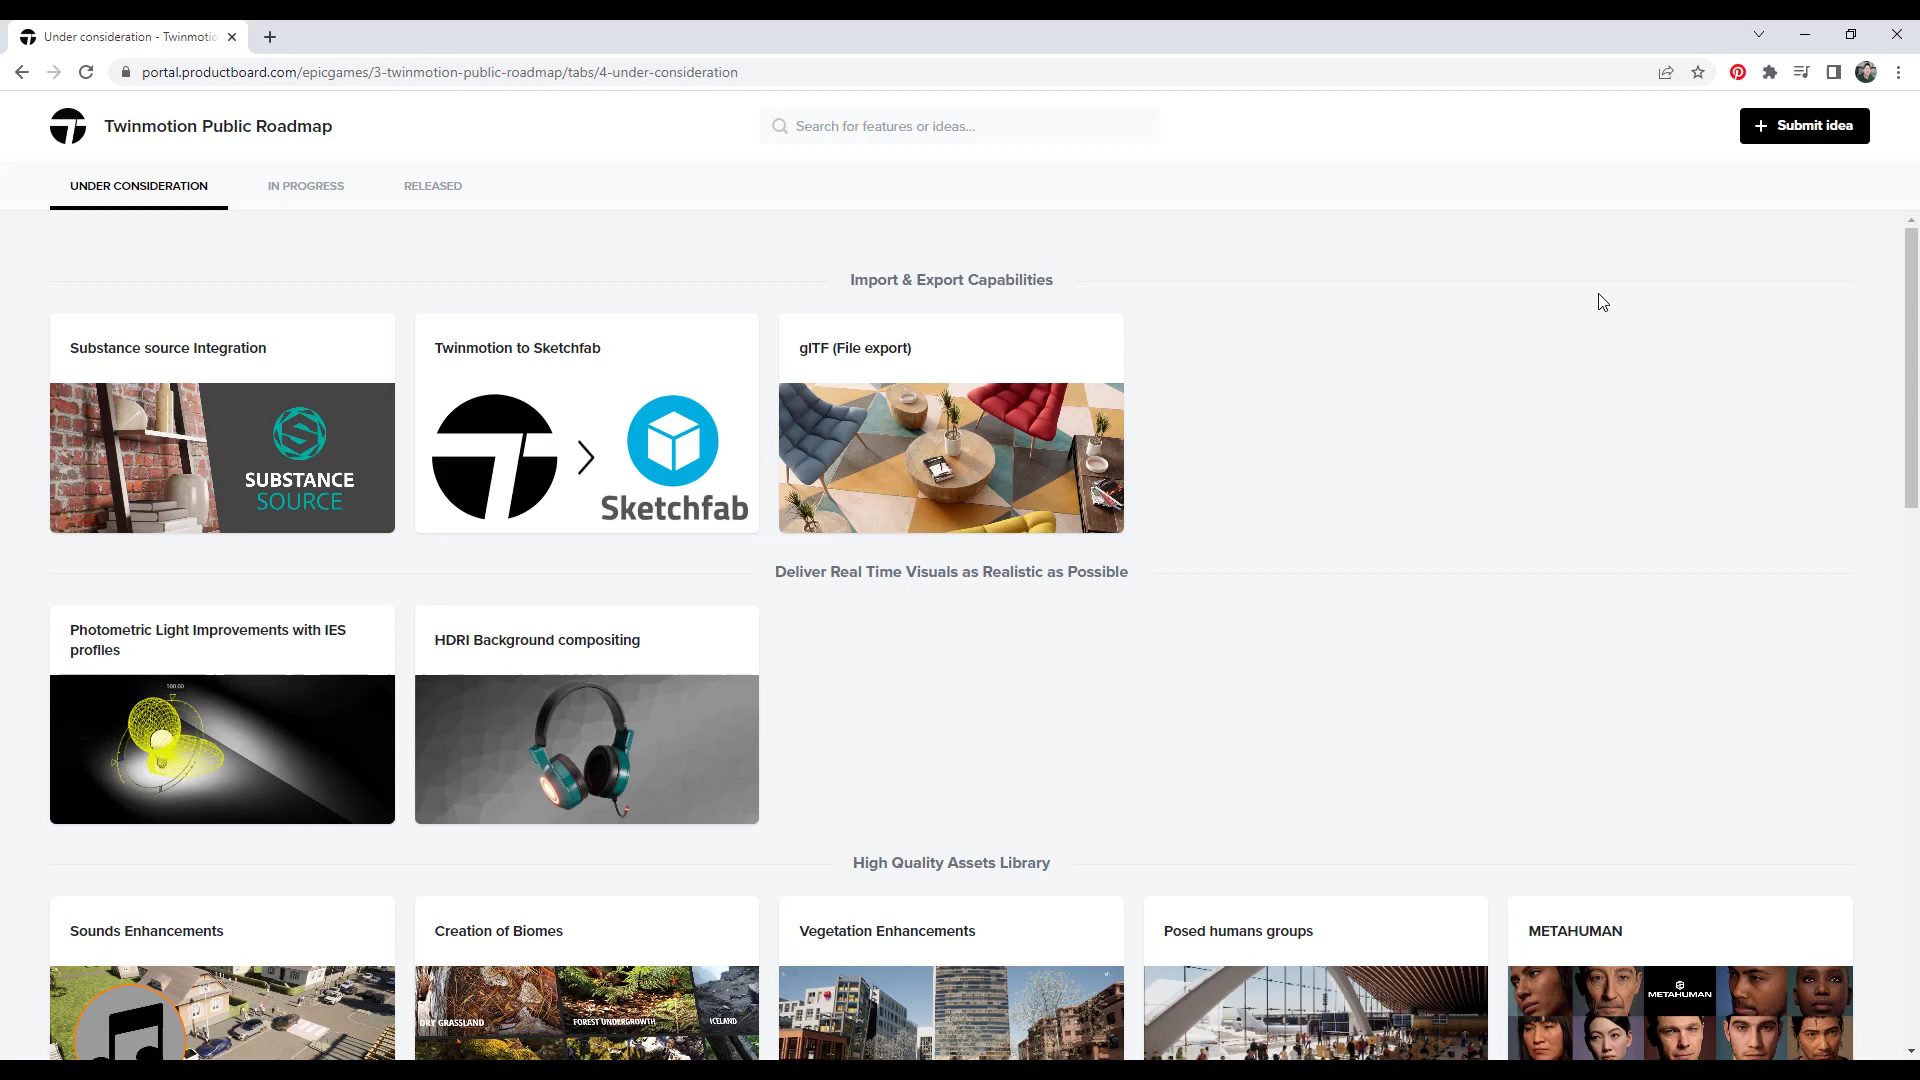 Under consideration - Twinmotio
portal.productboard.com/epicgames/3-twinmotion-public-roadmap/tabs/4-under-consideration
Twinmotion Public Roadmap
Search for features or ideas...
+ Submit idea
UNDER CONSIDERATION
IN PROGRESS
RELEASED
Import & Export Capabilities
Substance source Integration
Twinmotion to Sketchfab
glTF (File export)
SUBSTANCE
SOURCE
Sketchfab
Deliver Real Time Visuals as Realistic as Possible
Photometric Light Improvements with IES
profiles
HDRI Background compositing
100.00
High Quality Assets Library
Sounds Enhancements
Creation of Biomes
Vegetation Enhancements
Posed humans groups
METAHUMAN
DRY GRASSLAND
FOREST UNDERGROWTH
ICELAND
METAHUMAN